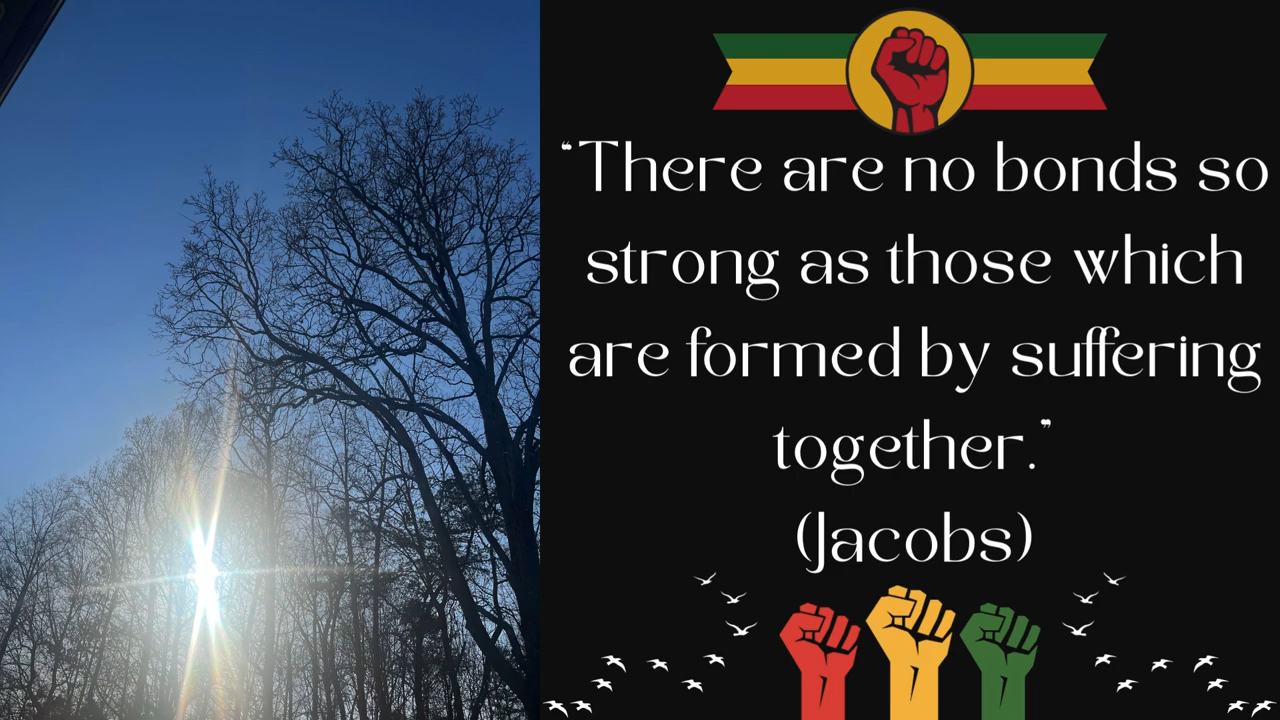 “There are no bonds so
strong as those which
are formed by suffering
together.”
(Jacobs)